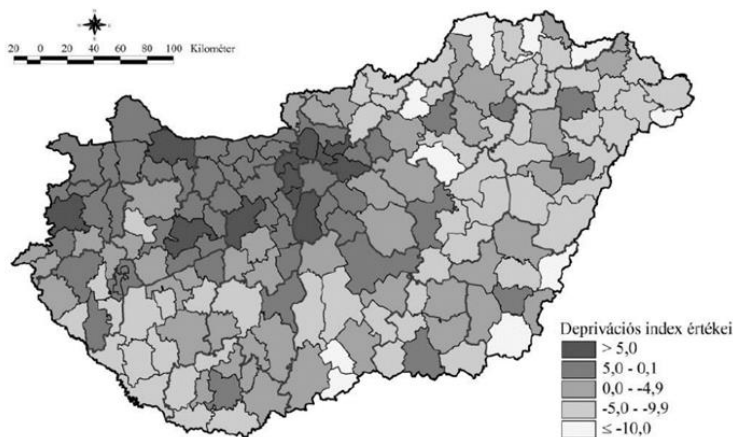 20 0 20 40 60 80 100 Kilométer
Deprivációs index értékei
> 5,0
5,0 - 0,1
0,0 - -4,9
-5,0 - -9,9
≤ -10,0